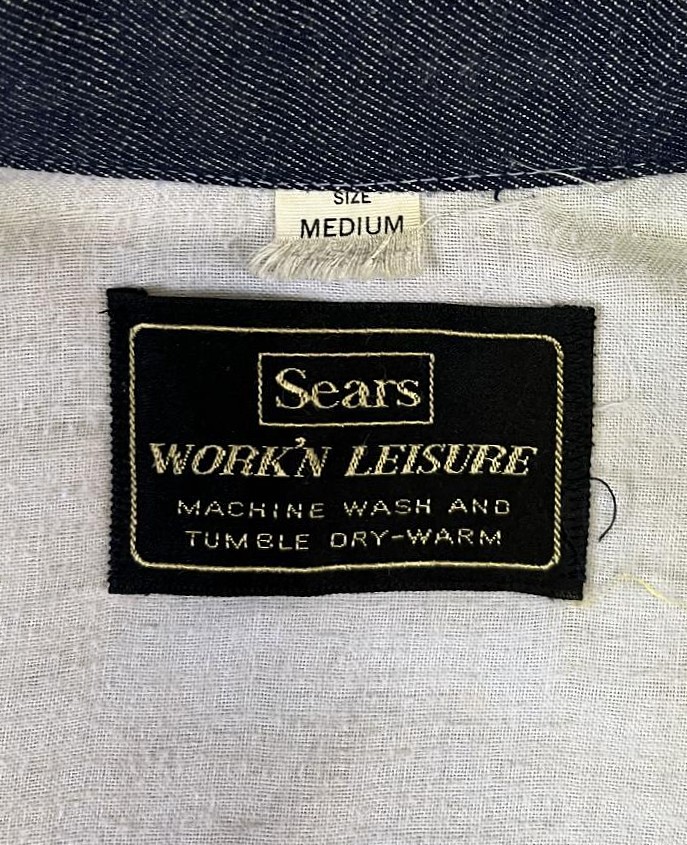 SIZE
MEDIUM
Sears
WORK'N LEISURE
MACHINE WASH AND
TUMBLE DRY-WARM